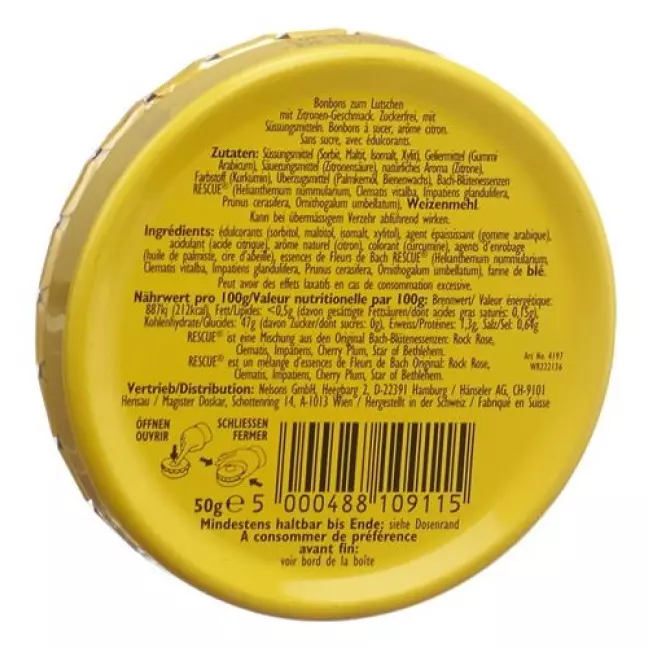 Bonbons zum Lutschen
mit Zitronen-Geschmack. Zuckerfrei, mit
Süssungsmitteln. Bonbons à sucer, arôme citron.
Sans sucre, avec édulcorants.
Zutaten: Süssungsmittel (Sorbit, Maltit, Isomalt, Xylit), Geliermittel (Gummi
Arabicum), Säuerungsmittel (Zitronensäure), natürliches Aroma (Zitrone),
Farbstoff (Kurkumin), Überzugsmittel (Palmkernöl, Bienenwachs), Bach-Blütenessenzen
RESCUE® (Helianthemum nummularium, Clematis vitalba, Impatiens glandulifera,
Prunus cerasifera, Ornithogalum umbellatum), Weizenmehl.
Kann bei übermässigem Verzehr abführend wirken.
Ingrédients: édulcorants (sorbitol, maltitol, isomalt, xylitol), agent épaississant (gomme arabique),
acidulant (acide citrique), arôme naturel (citron), colorant (curcumine), agents d'enrobage
(huile de palmiste, cire d'abeille), essences de Fleurs de Bach RESCUE® (Helianthemum nummularium,
Clematis vitalba, Impatiens glandulifera, Prunus cerasifera, Ornithogalum umbellatum), farine de blé.
Peut avoir des effets laxatifs en cas de consommation excessive.
Nährwert pro 100g/Valeur nutritionelle par 100g: Brennwert/ Valeur énergétique:
887kJ (212kcal), Fett/Lipides: <0,5g (davon gesättigte Fettsäuren/dont acides gras saturés: 0,15g),
Kohlenhydrate/Glucides: 47g (davon Zucker/dont sucres: 0g), Eiweiss/Protéines: 1,3g, Salz/Sel: 0,64g
RESCUE® ist eine Mischung aus den Original Bach-Blütenessenzen: Rock Rose,
Clematis, Impatiens, Cherry Plum, Star of Bethlehem.
RESCUE® est un mélange d'essences de Fleurs de Bach Original: Rock Rose,
Clematis, Impatiens, Cherry Plum, Star of Bethlehem.
Art No. 4197
WR222136
Vertrieb/Distribution: Nelsons GmbH, Heegbarg 2, D-22391 Hamburg / Hänseler AG, CH-9101
Herisau / Magister Doskar, Schottenring 14, A-1013 Wien / Hergestellt in der Schweiz / Fabriqué en Suisse
ÖFFNEN
OUVRIR
SCHLIESSEN
FERMER
50g e 5 000488 109115
Mindestens haltbar bis Ende: siehe Dosenrand
A consommer de préférence
avant fin:
voir bord de la boîte